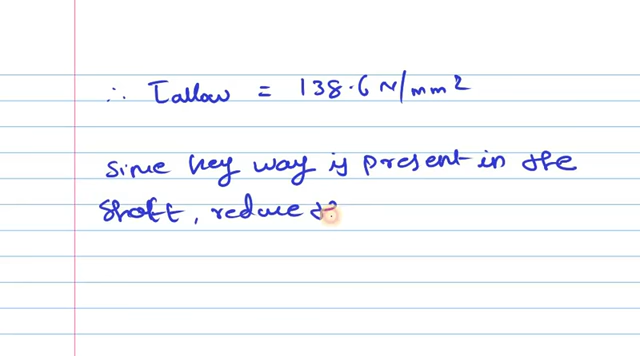 ∴ τallow = 138.6 N/mm2
Since key way is present in the
shaft, reduce